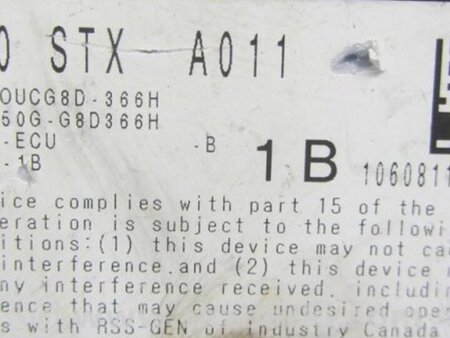 0 STX A011
OUCG8D-366H
50G-G8D366H
-ECU -B
-1B 1B 1060811
ice complies with part 15 of the
eration is subject to the followi
itions:(1) this device may not ca
interference.and (2) this device
ny interference received, includin
ence that may cause undesired ope
s with RSS-GEN of Industry Canada